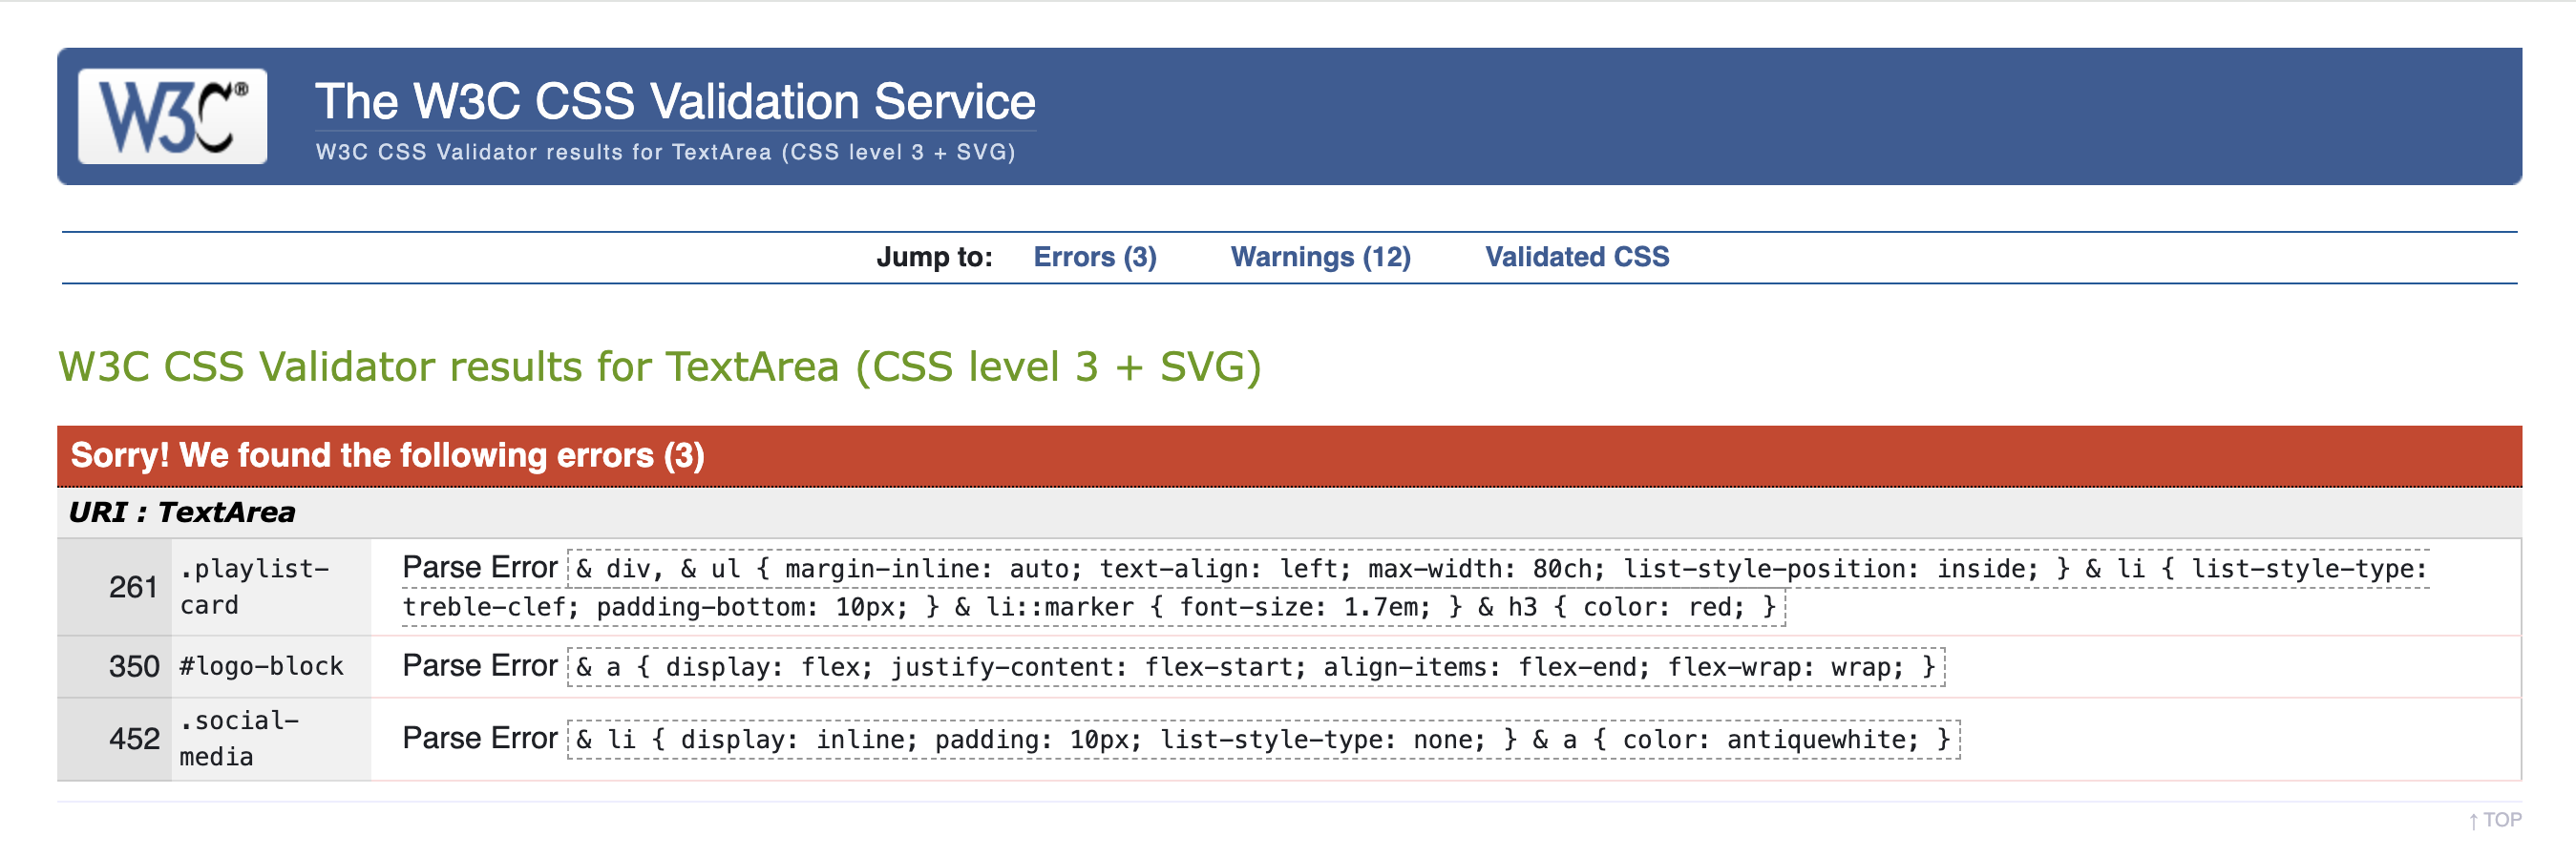 W3C®
The W3C CSS Validation Service
W3C CSS Validator results for TextArea (CSS level 3 + SVG)
Jump to: Errors (3) Warnings (12) Validated CSS
W3C CSS Validator results for TextArea (CSS level 3 + SVG)
Sorry! We found the following errors (3)
URI : TextArea
261 .playlist-card Parse Error & div, & ul { margin-inline: auto; text-align: left; max-width: 80ch; list-style-position: inside; } & li { list-style-type:
treble-clef; padding-bottom: 10px; } & li::marker { font-size: 1.7em; } & h3 { color: red; }
350 #logo-block Parse Error & a { display: flex; justify-content: flex-start; align-items: flex-end; flex-wrap: wrap; }
452 .social-media Parse Error & li { display: inline; padding: 10px; list-style-type: none; } & a { color: antiquewhite; }
↑ TOP